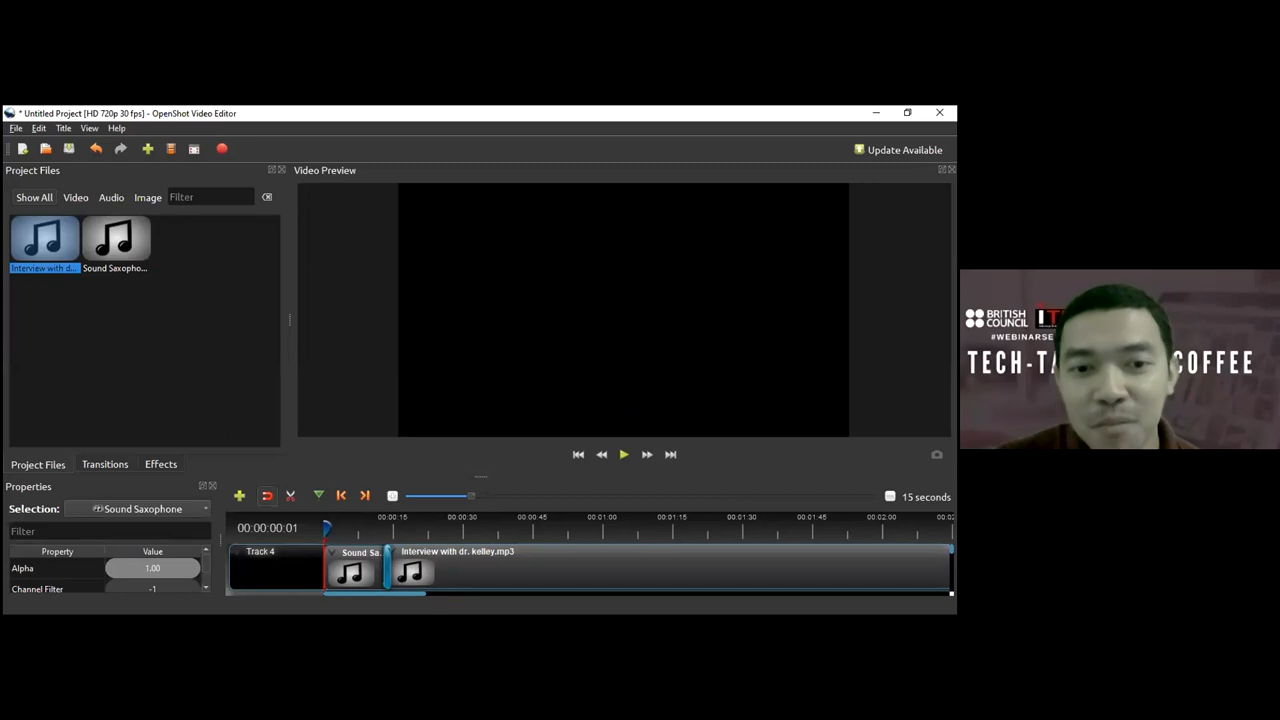 * Untitled Project [HD 720p 30 fps] - OpenShot Video Editor
File Edit Title View Help
Update Available
Project Files
Video Preview
Show All Video Audio Image Filter
Interview with d... Sound Saxopho...
BRITISH
COUNCIL
#WEBINARSE
TECH-TA COFFEE
Project Files Transitions Effects
Properties
Selection: Sound Saxophone
15 seconds
Filter
00:00:00:01
00:00:15 00:00:30 00:00:45 00:01:00 00:01:15 00:01:30 00:01:45 00:02:00
Property Value
Track 4
Sound Sa.
Interview with dr. kelley.mp3
Alpha 1.00
Channel Filter -1